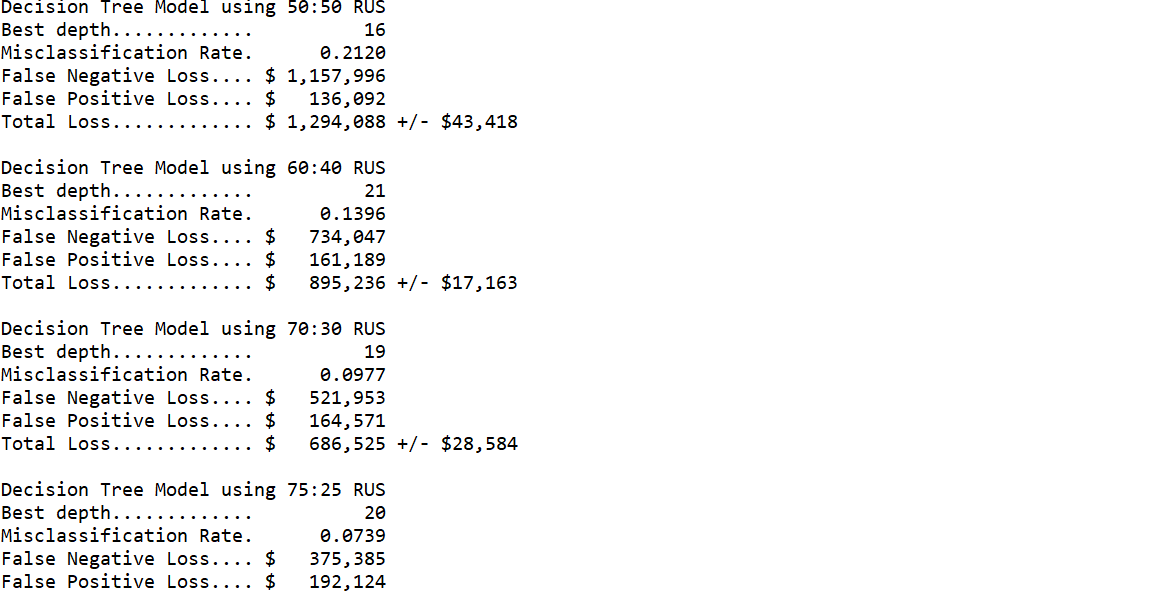 Decision Tree Model using 50:50 RUS
Best depth............. 16
Misclassification Rate. 0.2120
False Negative Loss.... $ 1,157,996
False Positive Loss.... $ 136,092
Total Loss............. $ 1,294,088 +/- $43,418
Decision Tree Model using 60:40 RUS
Best depth............. 21
Misclassification Rate. 0.1396
False Negative Loss.... $ 734,047
False Positive Loss.... $ 161,189
Total Loss............. $ 895,236 +/- $17,163
Decision Tree Model using 70:30 RUS
Best depth............. 19
Misclassification Rate. 0.0977
False Negative Loss.... $ 521,953
False Positive Loss.... $ 164,571
Total Loss............. $ 686,525 +/- $28,584
Decision Tree Model using 75:25 RUS
Best depth............. 20
Misclassification Rate. 0.0739
False Negative Loss.... $ 375,385
False Positive Loss.... $ 192,124